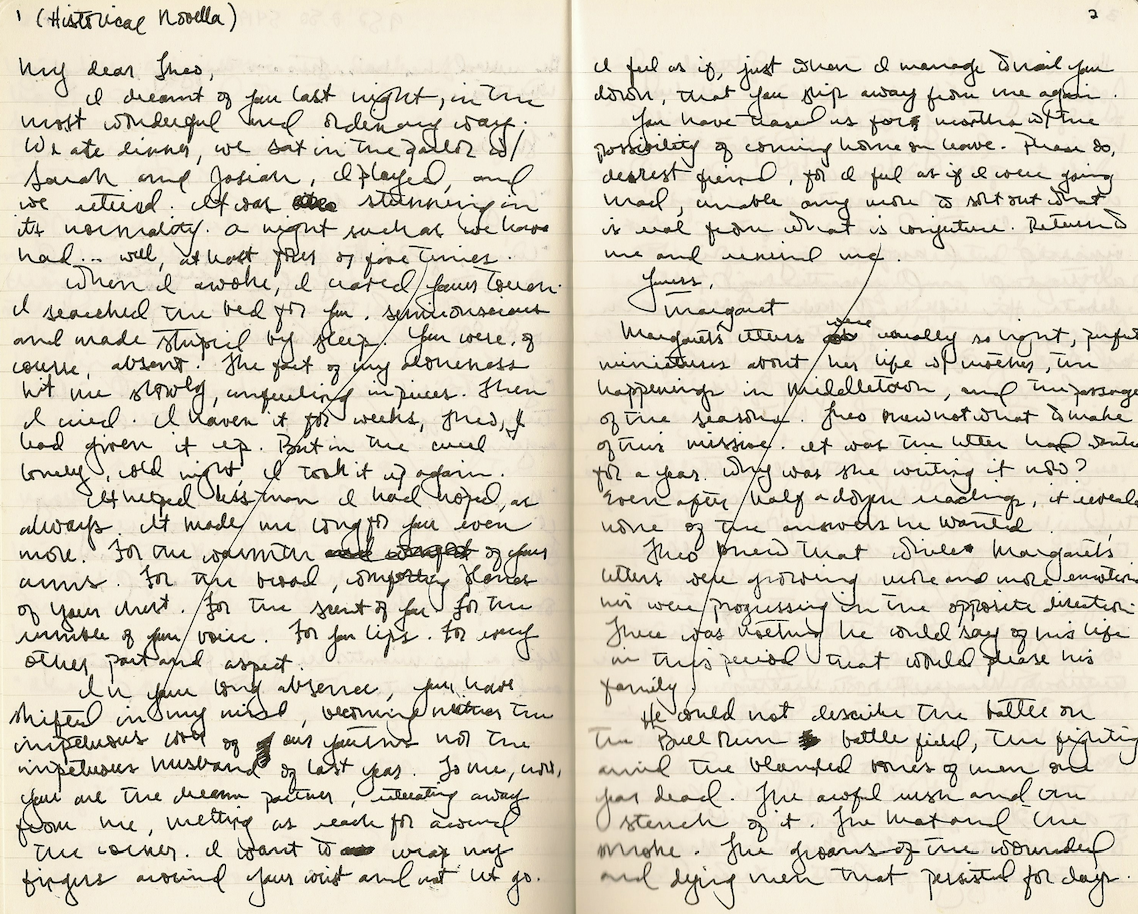 1 (Historical Novella)
My dear Theo,
I dreamt of you last night, in the
most wonderful and ordinary way.
We ate dinner, we sat in the parlor w/
Sarah and Josiah, I played, and
we retired. It was stunning in
its normality. A night such as we have
had... well, at most, four or five times.
When I awoke, I craved your touch.
I searched the bed for you, semiconscious
and made stupid by sleep. You were, of
course, absent. The fact of my aloneness
hit me slowly, in pieces. Then
I cried. I haven't for weeks, Theo, I
had given it up. But in the cruel
lonely, cold night, I took it up again.
It helped less than I had hoped, as
always. It made me long for you even
more. For the warmth of your
arms. For the broad, comforting
of your chest. For the scent of you. For the
rumble of your voice. For your lips. For every
other part and aspect.
In your long absence, you have
shifted in my mind, becoming neither the
impetuous of our youths nor the
impetuous husband of last year. To me, now,
you are the dream partner, retreating away
from me, melting as I reach for around
the corner. I want to wrap my
fingers around your wrist and not let go.
2
I feel as if, just when I manage to nail you
down, that you slip away from me again.
You have teased us for months w/ the
possibility of coming home on leave. Please do,
dearest friend, for I feel as if I were going
mad, unable any more to sort out what
is real from what is conjecture. Return to
me and remind me.
Yours,
Margaret
Margaret's letters were usually so light, perfect
miniatures about her life w/ mother, the
happenings in Middletown, and the passage
of the seasons. Theo knew not what to make
of this missive. It was the letter he'd wanted
for a year. Why was she writing it now?
Even after half a dozen readings, it revealed
none of the answers he wanted
Theo knew that while Margaret's
letters were growing more and more emotional
his were progressing in the opposite direction.
There was nothing he could say of his life
in this period that would please his
family.
He could not describe the battle on
the Bull Run battle field, the fighting
amid the blanched bones of men one
year dead. The awful rush and the
stench of it. The heat and the
smoke. The groans of the wounded
and dying men that persisted for days.